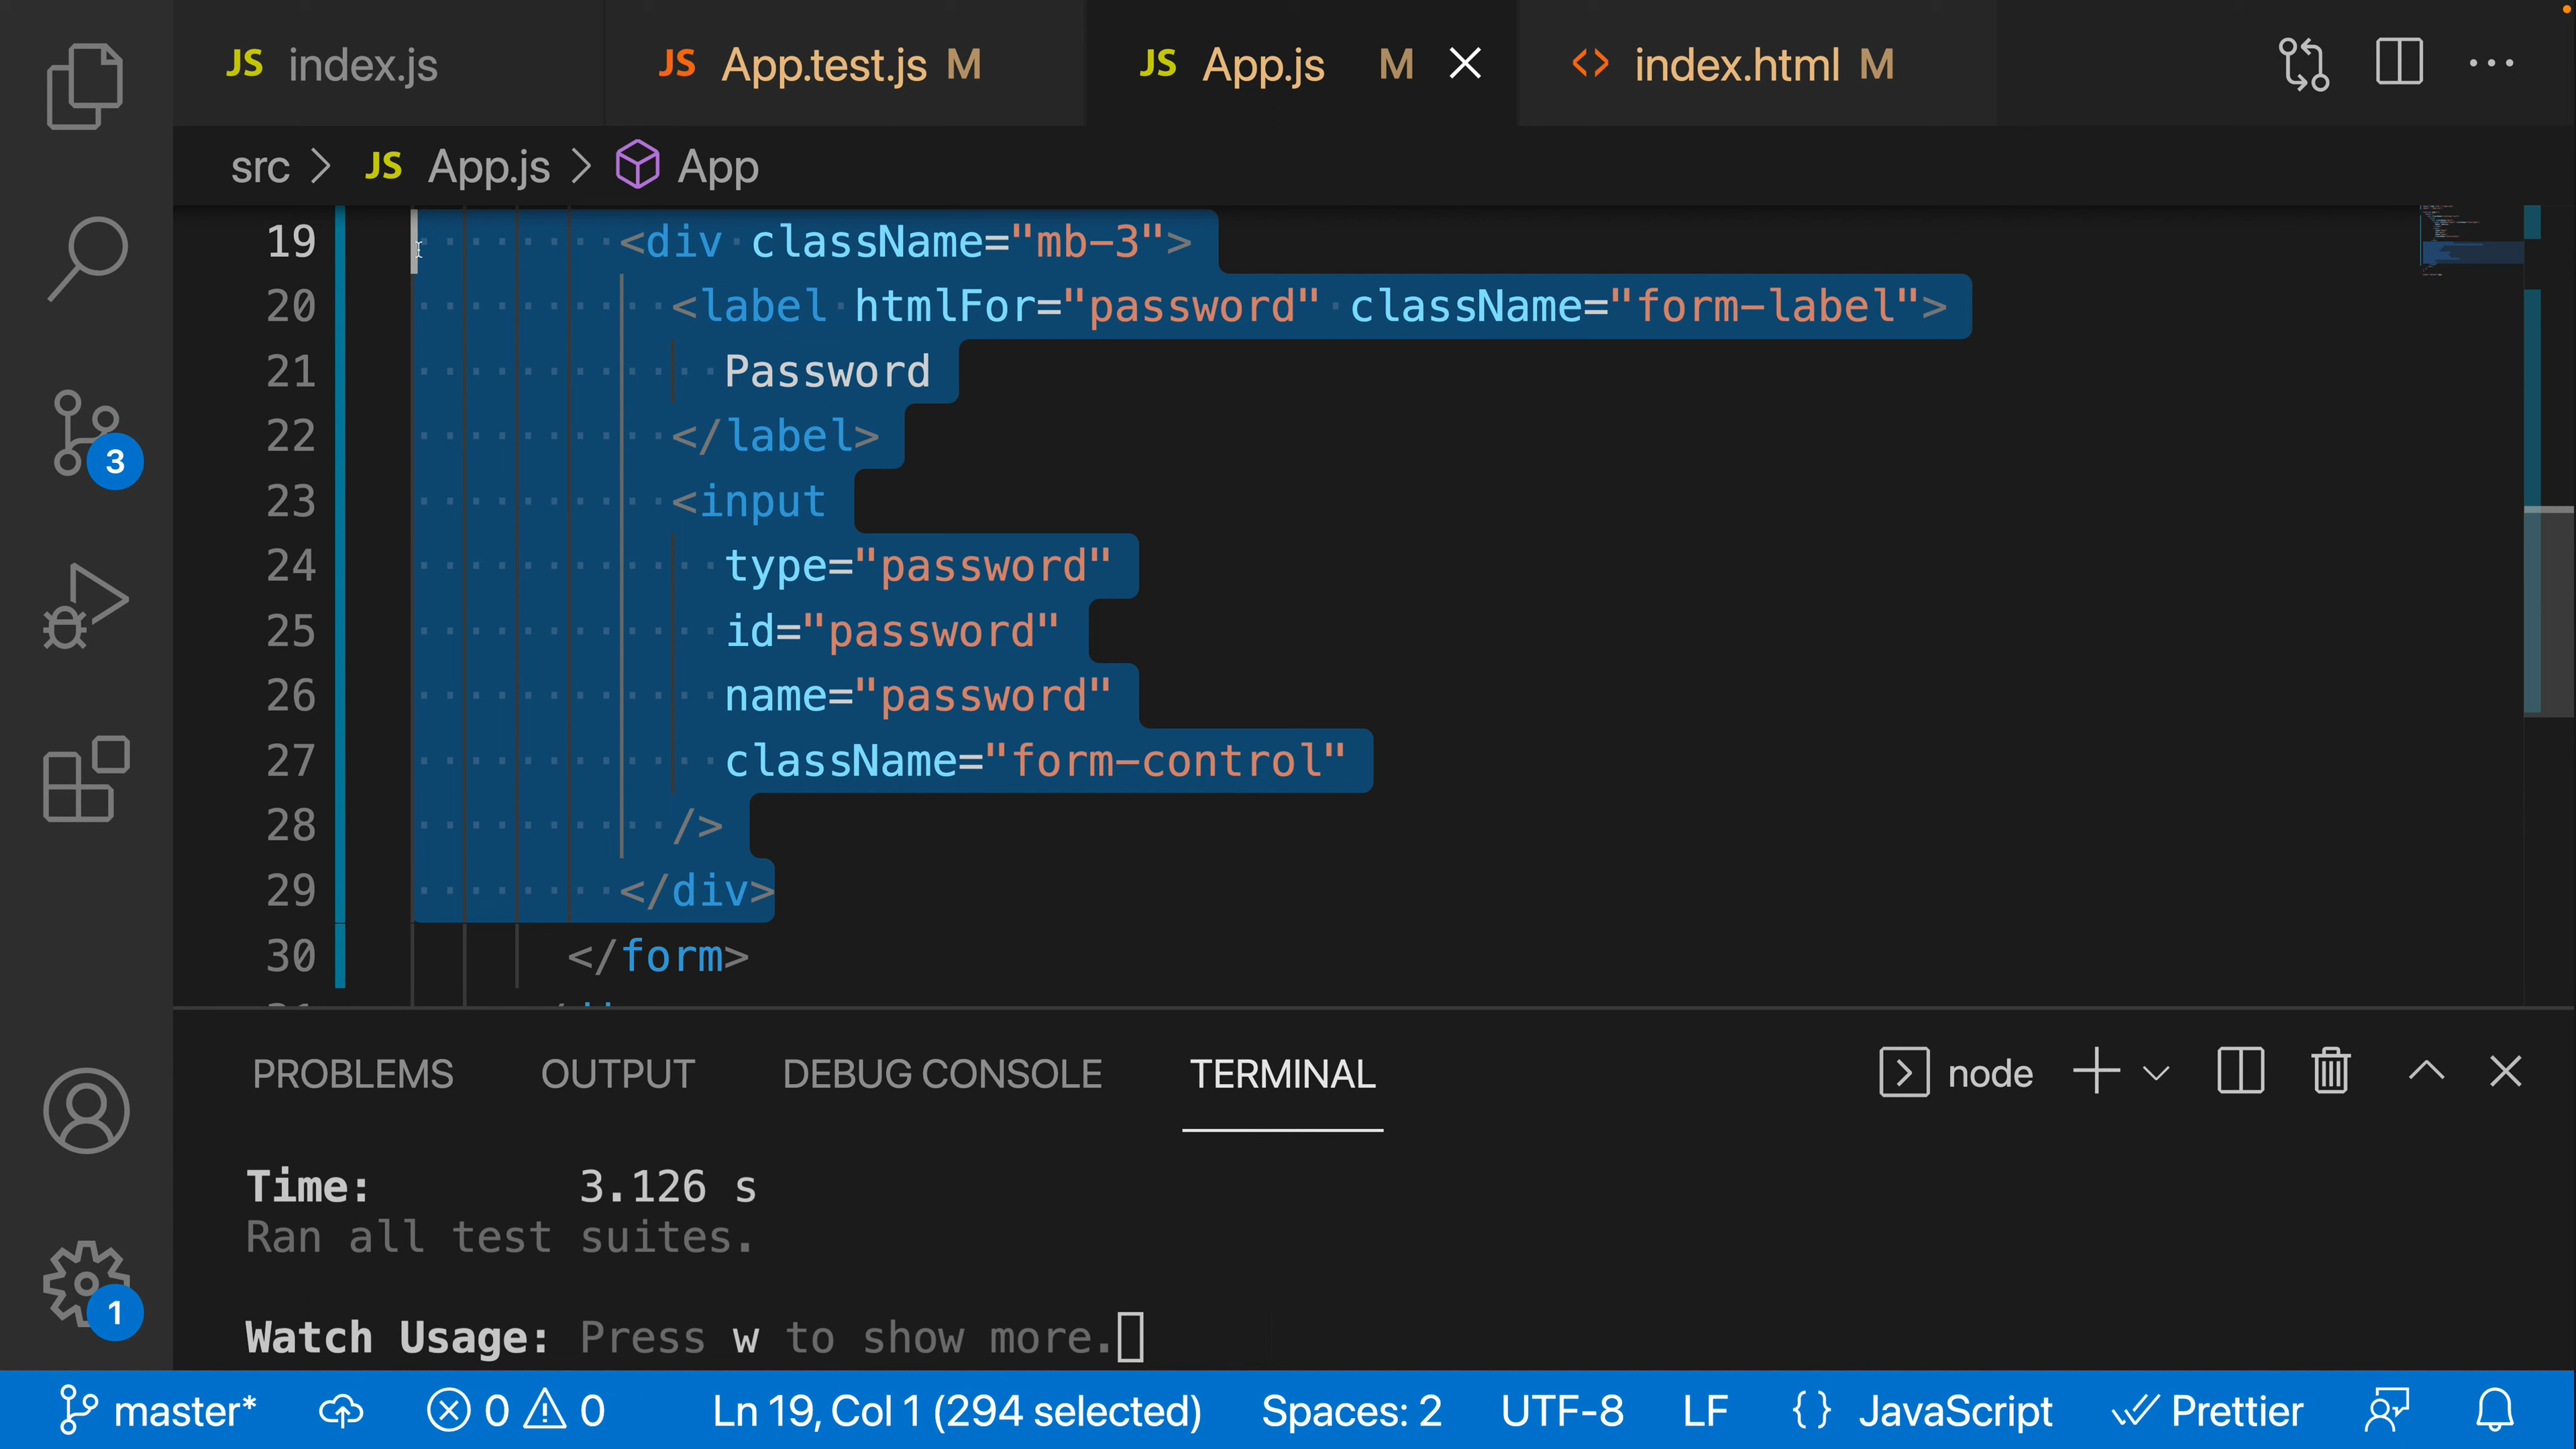 JS index.js JS App.test.js M JS App.js M <> index.html M
src > JS App.js > App
19 <div className="mb-3">
20 <label htmlFor="password" className="form-label">
21 Password
22 </label>
23 <input
24 type="password"
25 id="password"
26 name="password"
27 className="form-control"
28 />
29 </div>
30 </form>
3
PROBLEMS OUTPUT DEBUG CONSOLE TERMINAL node
Time: 3.126 s
Ran all test suites.
1
Watch Usage: Press w to show more.
master* 0 0 Ln 19, Col 1 (294 selected) Spaces: 2 UTF-8 LF {} JavaScript Prettier